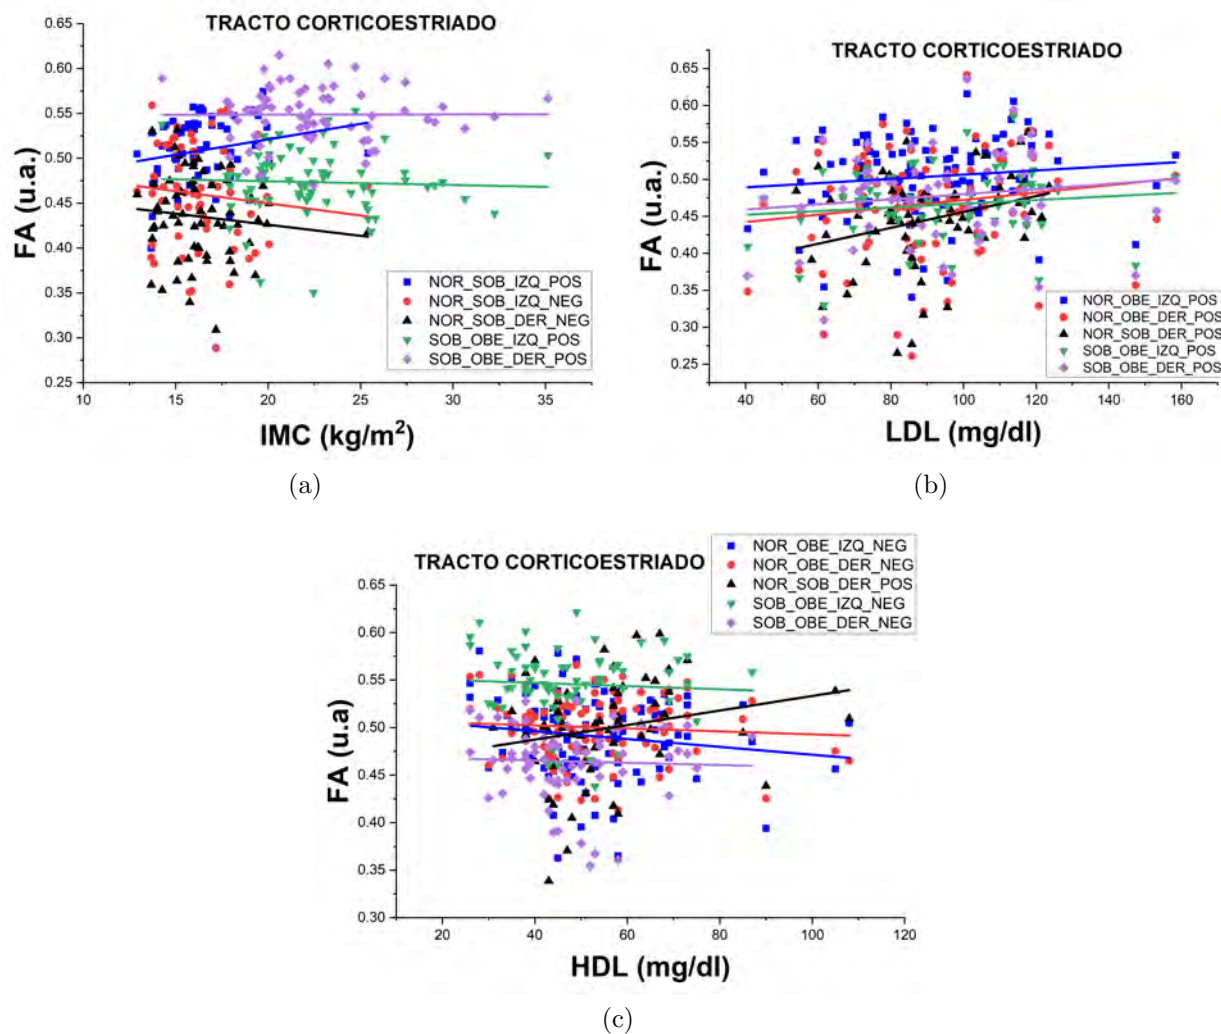 TRACTO CORTICOESTRIADO
0.65
0.60
0.55
0.50
0.45
0.40
0.35
0.30
0.25
FA (u.a.)
NOR_SOB_IZQ_POS
NOR_SOB_IZQ_NEG
NOR_SOB_DER_NEG
SOB_OBE_IZQ_POS
SOB_OBE_DER_POS
10 15 20 25 30 35
IMC (kg/m²)
(a)
TRACTO CORTICOESTRIADO
0.65
0.60
0.55
0.50
0.45
0.40
0.35
0.30
0.25
FA (u.a.)
NOR_OBE_IZQ_POS
NOR_OBE_DER_POS
NOR_SOB_DER_POS
SOB_OBE_IZQ_POS
SOB_OBE_DER_POS
40 60 80 100 120 140 160
LDL (mg/dl)
(b)
TRACTO CORTICOESTRIADO
NOR_OBE_IZQ_NEG
NOR_OBE_DER_NEG
NOR_SOB_DER_POS
SOB_OBE_IZQ_NEG
SOB_OBE_DER_NEG
0.65
0.60
0.55
0.50
0.45
0.40
0.35
0.30
FA (u.a)
20 40 60 80 100 120
HDL (mg/dl)
(c)